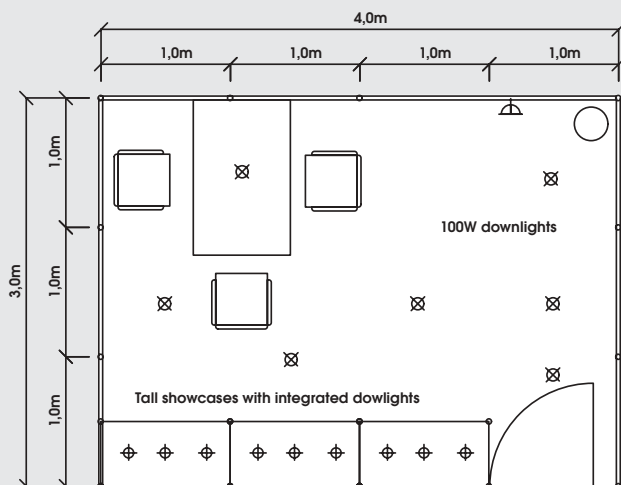 4,0m
1,0m 1,0m 1,0m 1,0m
1,0m
100W downlights
3,0m
1,0m
Tall showcases with integrated dowlights
1,0m